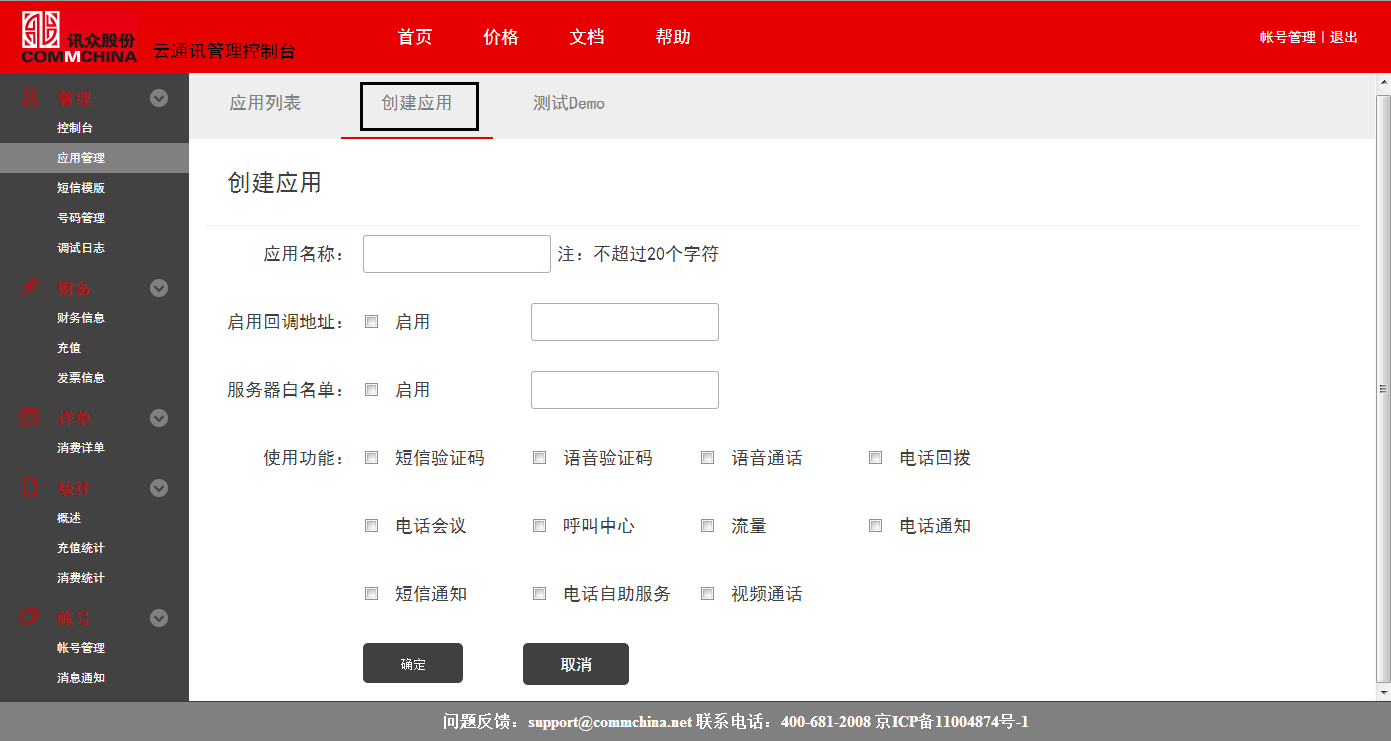 讯众股份
COMMCHINA
云通讯管理控制台
首页 价格 文档 帮助
帐号管理 | 退出
管理
控制台
应用管理
短信模版
号码管理
调试日志
财务
财务信息
充值
发票信息
详单
消费详单
统计
概述
充值统计
消费统计
帐号
帐号管理
消息通知
应用列表 创建应用 测试Demo
创建应用
应用名称： 注：不超过20个字符
启用回调地址： 启用
服务器白名单： 启用
使用功能： 短信验证码 语音验证码 语音通话 电话回拨
电话会议 呼叫中心 流量 电话通知
短信通知 电话自助服务 视频通话
确定 取消
问题反馈：support@commchina.net 联系电话：400-681-2008 京ICP备11004874号-1